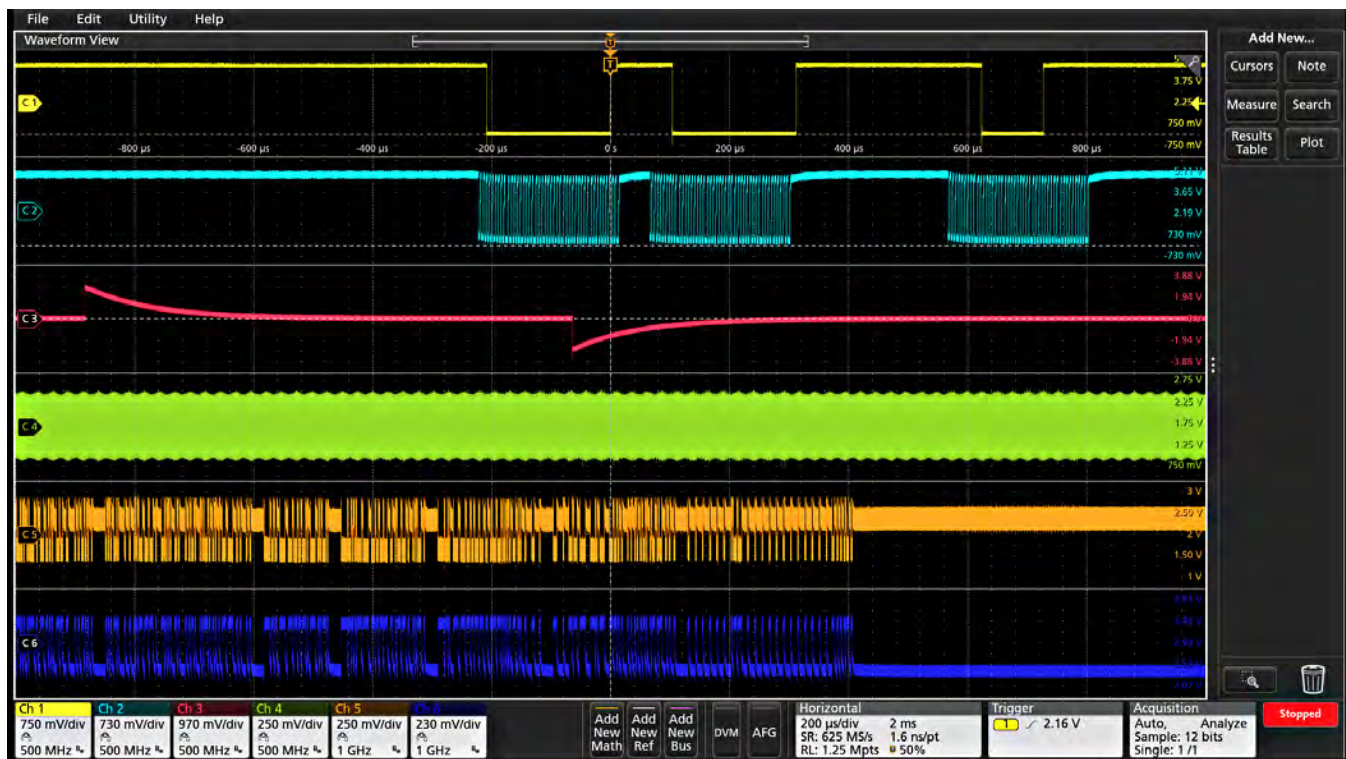 File Edit Utility Help
Waveform View
Add New...
Cursors Note
Measure Search
Results Table Plot
T
T
C 1
3.75 V
2.25
750 mV
-750 mV
-800 µs -600 µs -400 µs -200 µs 0 s 200 µs 400 µs 600 µs 800 µs
C 2
3.65 V
2.19 V
730 mV
-730 mV
C 3
3.88 V
1.94 V
-1.94 V
-3.88 V
C 4
2.75 V
2.25 V
1.75 V
1.25 V
750 mV
C 5
3 V
2.50 V
2 V
1.50 V
1 V
C 6
Ch 1 Ch 2 Ch 3 Ch 4 Ch 5 Ch 6
750 mV/div 730 mV/div 970 mV/div 250 mV/div 250 mV/div 230 mV/div
500 MHz 500 MHz 500 MHz 500 MHz 1 GHz 1 GHz
Add New Math
Add New Ref
Add New Bus
DVM
AFG
Horizontal
200 µs/div 2 ms
SR: 625 MS/s 1.6 ns/pt
RL: 1.25 Mpts 50%
Trigger
1 2.16 V
Acquisition
Auto, Analyze
Sample: 12 bits
Single: 1 /1
Stopped